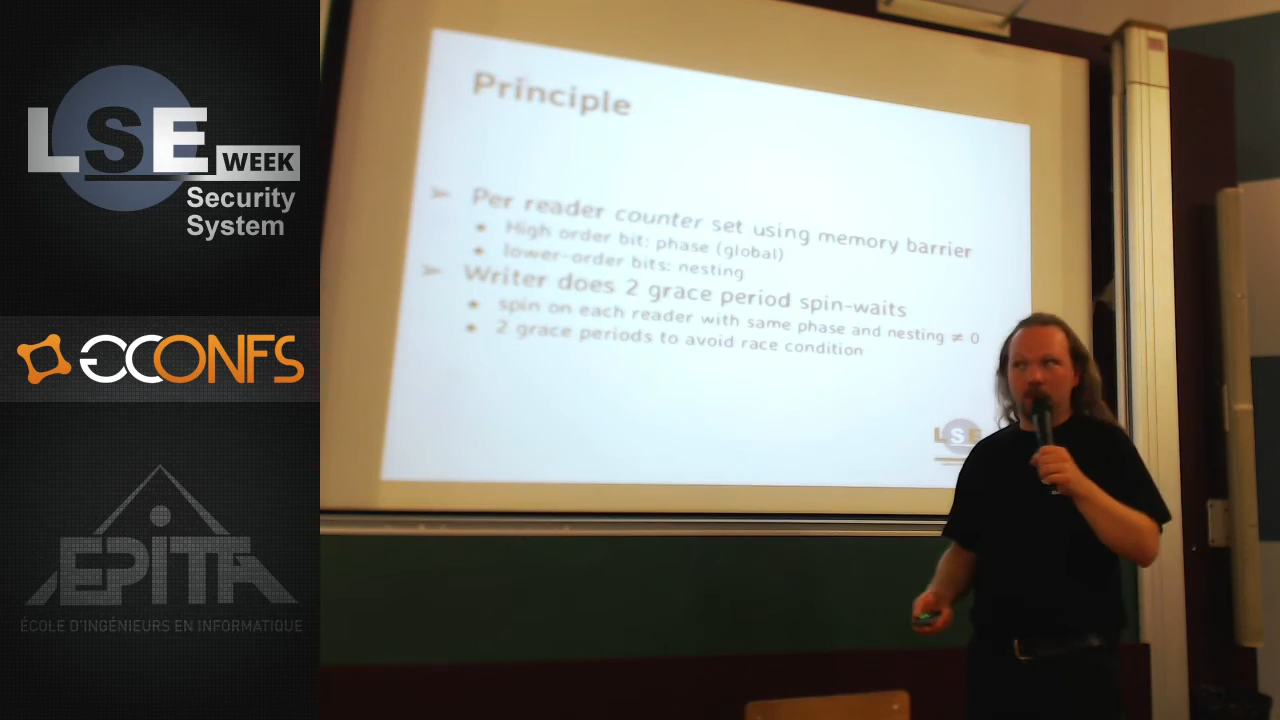 LSE
WEEK
Security
System
GCONFS
EPITA
ÉCOLE D'INGÉNIEURS EN INFORMATIQUE
Principle
➤ Per reader counter set using memory barrier
• High order bit: phase (global)
• lower-order bits: nesting
➤ Writer does 2 grace period spin-waits
• spin on each reader with same phase and nesting ≠ 0
• 2 grace periods to avoid race condition
LSE